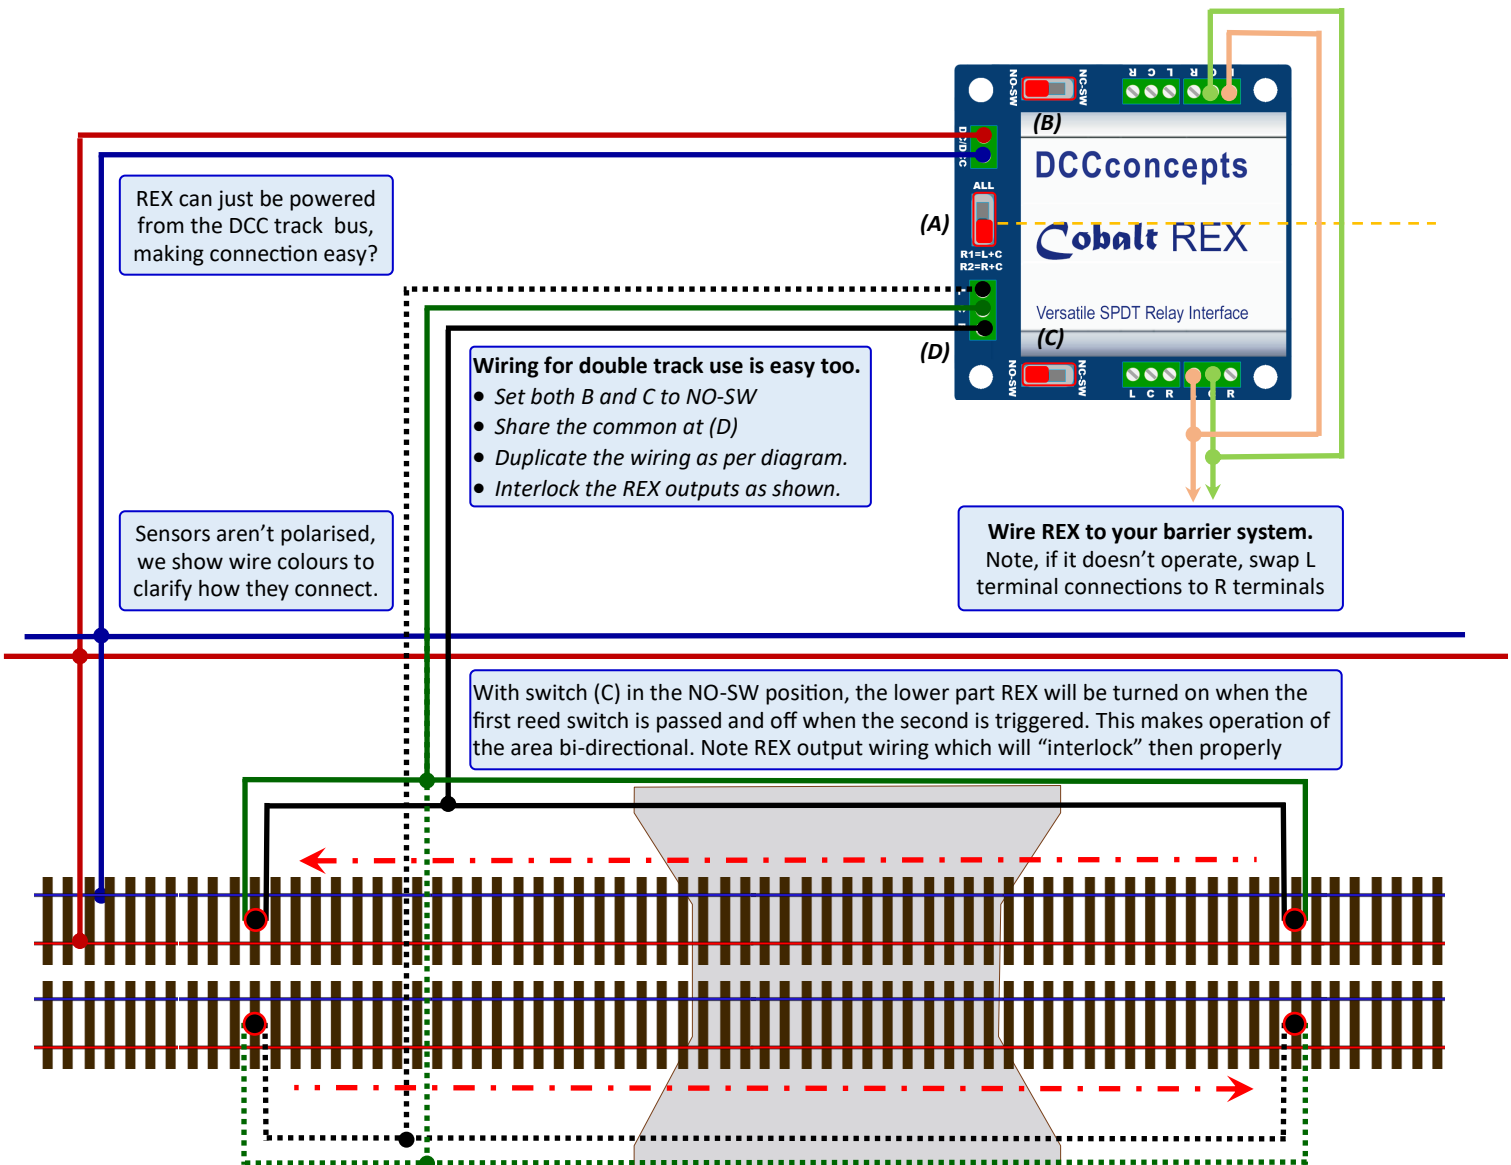 NO-SW
NC-SW
R C L
R
(B)
DCCconcepts
ALL
(A)
Cobalt REX
R1=L+C
R2=R+C
Versatile SPDT Relay Interface
(C)
(D)
NO-SW
NC-SW
L C R
R
REX can just be powered
from the DCC track bus,
making connection easy?
Wiring for double track use is easy too.
• Set both B and C to NO-SW
• Share the common at (D)
• Duplicate the wiring as per diagram.
• Interlock the REX outputs as shown.
Sensors aren’t polarised,
we show wire colours to
clarify how they connect.
Wire REX to your barrier system.
Note, if it doesn’t operate, swap L
terminal connections to R terminals
With switch (C) in the NO-SW position, the lower part REX will be turned on when the
first reed switch is passed and off when the second is triggered. This makes operation of
the area bi-directional. Note REX output wiring which will “interlock” then properly